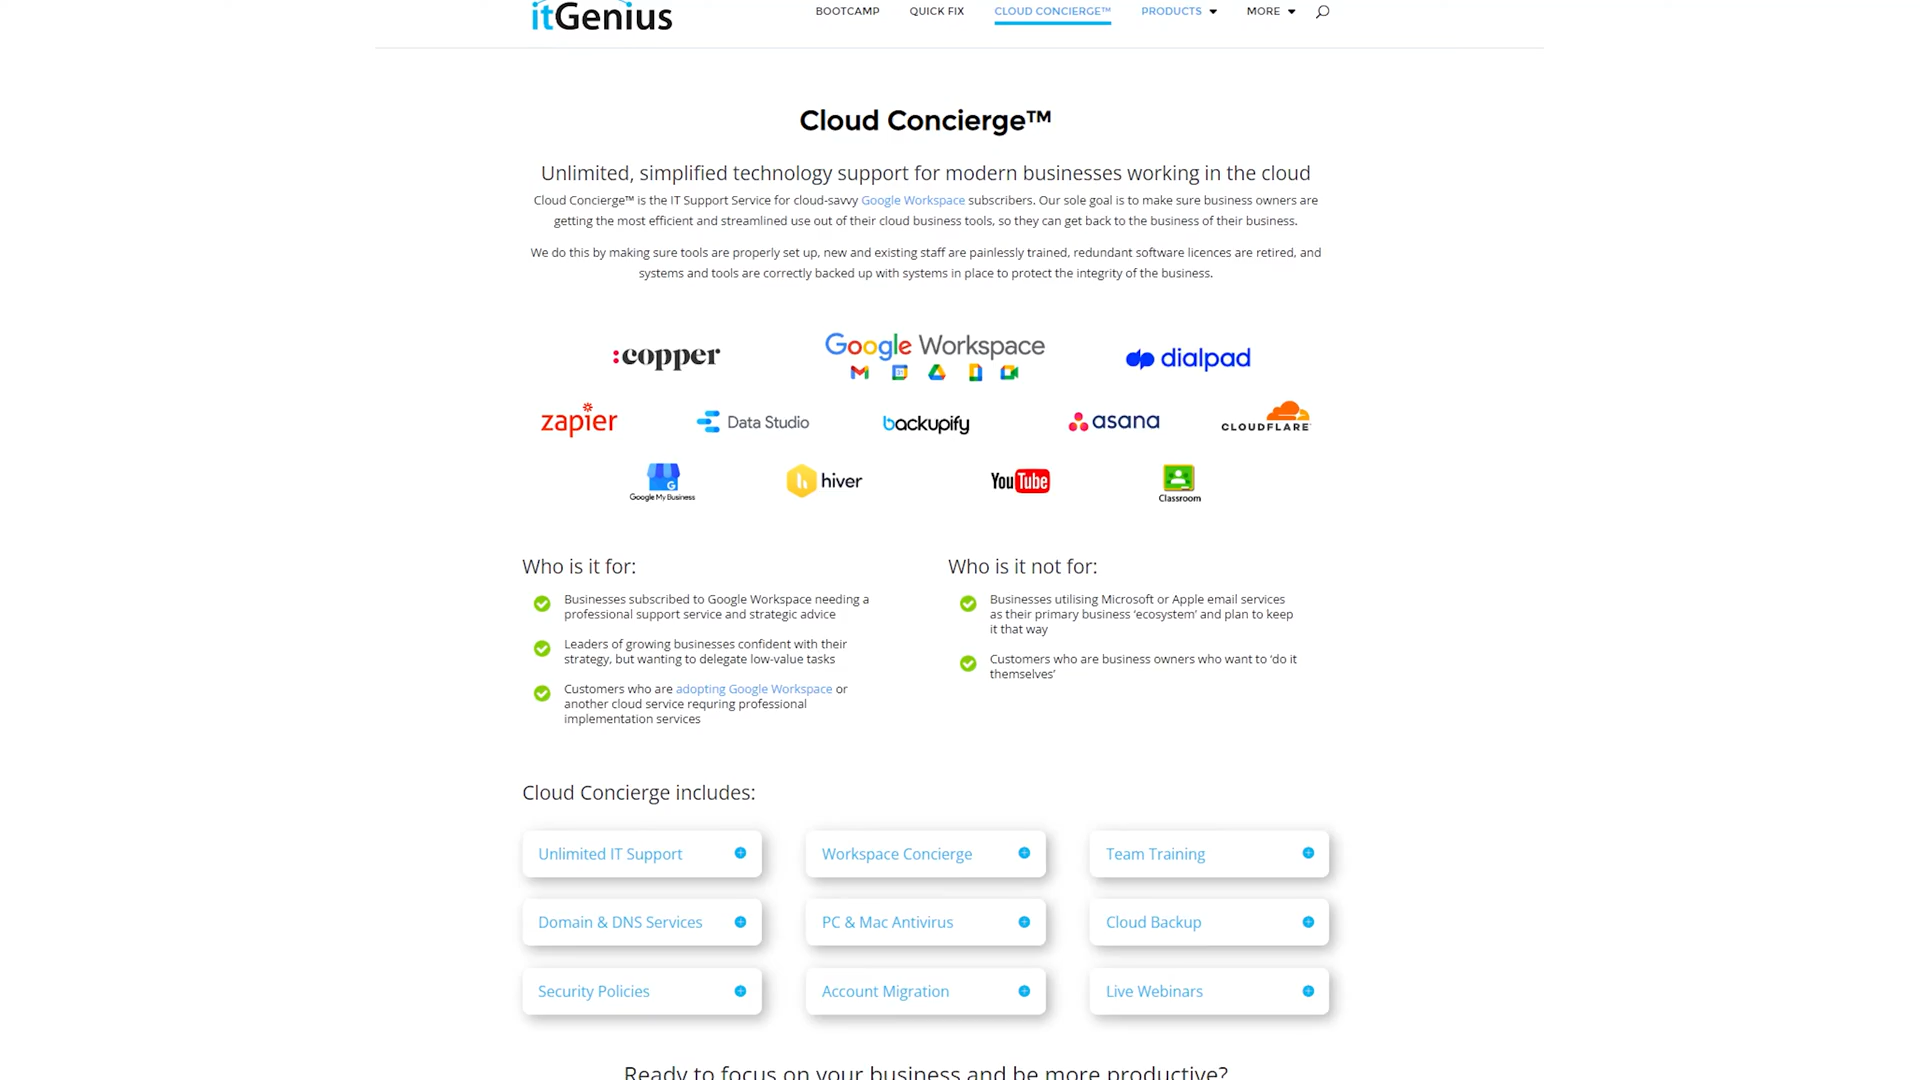 itGenius
BOOTCAMP QUICK FIX CLOUD CONCIERGE™ PRODUCTS MORE
Cloud Concierge™
Unlimited, simplified technology support for modern businesses working in the cloud
Cloud Concierge™ is the IT Support Service for cloud-savvy Google Workspace subscribers. Our sole goal is to make sure business owners are
getting the most efficient and streamlined use out of their cloud business tools, so they can get back to the business of their business.
We do this by making sure tools are properly set up, new and existing staff are painlessly trained, redundant software licences are retired, and
systems and tools are correctly backed up with systems in place to protect the integrity of the business.
:copper
Google Workspace
31
dialpad
zapier
Data Studio
backupify
asana
CLOUDFLARE
G
Google My Business
h hiver
YouTube
Classroom
Who is it for:
Businesses subscribed to Google Workspace needing a
professional support service and strategic advice
Leaders of growing businesses confident with their
strategy, but wanting to delegate low-value tasks
Customers who are adopting Google Workspace or
another cloud service requring professional
implementation services
Who is it not for:
Businesses utilising Microsoft or Apple email services
as their primary business ‘ecosystem’ and plan to keep
it that way
Customers who are business owners who want to ‘do it
themselves’
Cloud Concierge includes:
Unlimited IT Support
Workspace Concierge
Team Training
Domain & DNS Services
PC & Mac Antivirus
Cloud Backup
Security Policies
Account Migration
Live Webinars
Ready to focus on your business and be more productive?